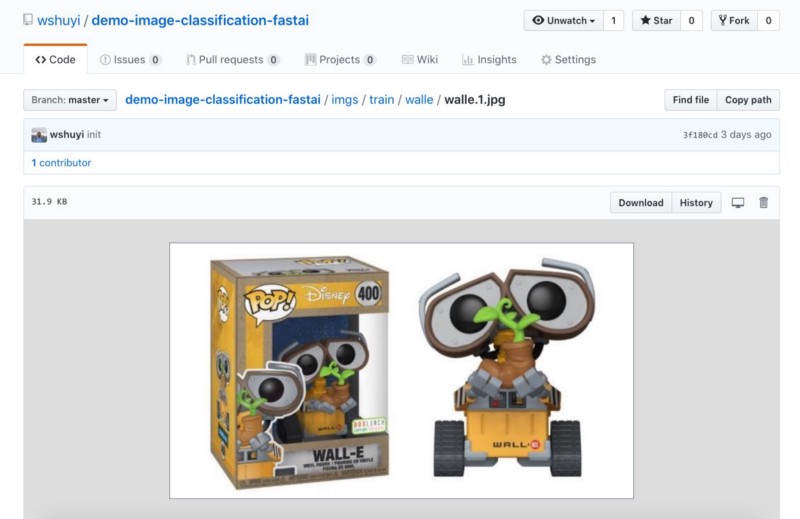 wshuyi / demo-image-classification-fastai
Unwatch 1 Star 0 Fork 0
Code Issues 0 Pull requests 0 Projects 0 Wiki Insights Settings
Branch: master demo-image-classification-fastai / imgs / train / walle / walle.1.jpg Find file Copy path
wshuyi init 3f180cd 3 days ago
1 contributor
31.9 KB Download History
POP! Disney 400
WALL-E
WALL•E